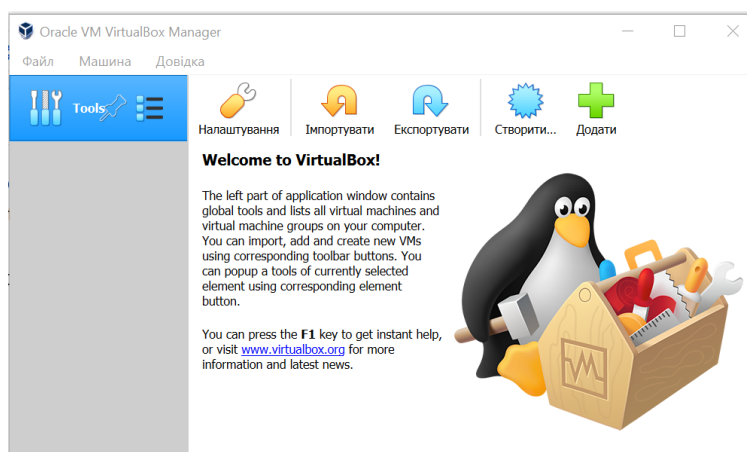 Oracle VM VirtualBox Manager
Файл Машина Довідка
Tools
Налаштування Імпортувати Експортувати Створити... Додати
Welcome to VirtualBox!
The left part of application window contains
global tools and lists all virtual machines and
virtual machine groups on your computer.
You can import, add and create new VMs
using corresponding toolbar buttons. You
can popup a tools of currently selected
element using corresponding element
button.
You can press the F1 key to get instant help,
or visit www.virtualbox.org for more
information and latest news.